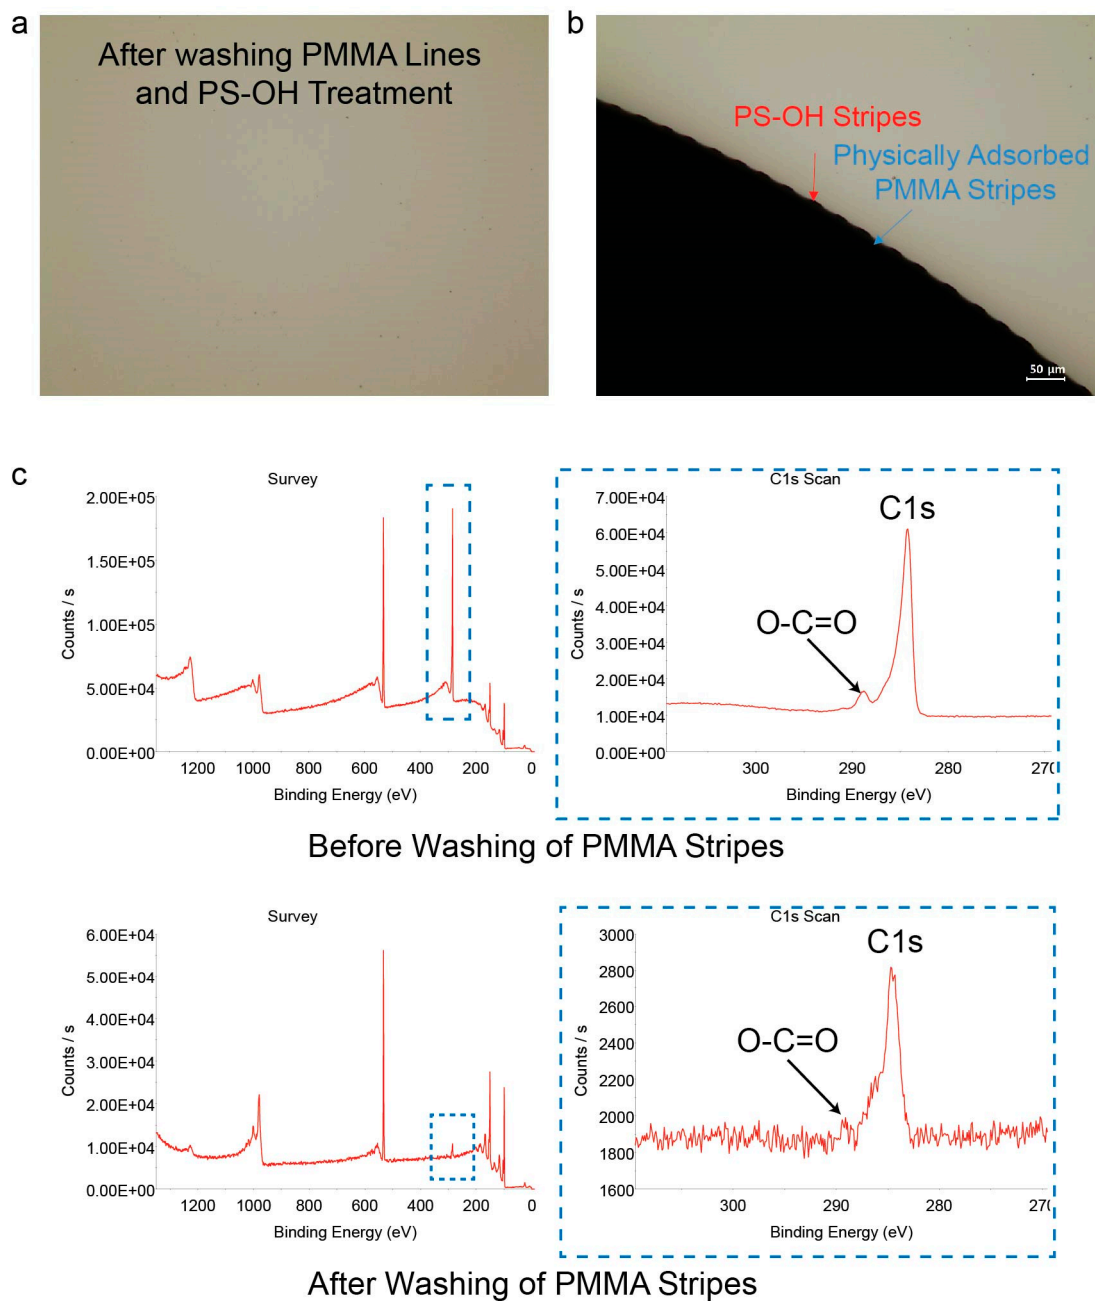 a
After washing PMMA Lines
and PS-OH Treatment
b
PS-OH Stripes
Physically Adsorbed
PMMA Stripes
50 µm
c
Survey
2.00E+05
1.50E+05
1.00E+05
5.00E+04
0.00E+00
Counts / s
1200 1000 800 600 400 200 0
Binding Energy (eV)
C1s Scan
7.00E+04
6.00E+04
5.00E+04
4.00E+04
3.00E+04
2.00E+04
1.00E+04
0.00E+00
Counts / s
C1s
O-C=O
300 290 280 270
Binding Energy (eV)
Before Washing of PMMA Stripes
Survey
6.00E+04
5.00E+04
4.00E+04
3.00E+04
2.00E+04
1.00E+04
0.00E+00
Counts / s
1200 1000 800 600 400 200 0
Binding Energy (eV)
C1s Scan
3000
2800
2600
2400
2200
2000
1800
1600
Counts / s
C1s
O-C=O
300 290 280 270
Binding Energy (eV)
After Washing of PMMA Stripes